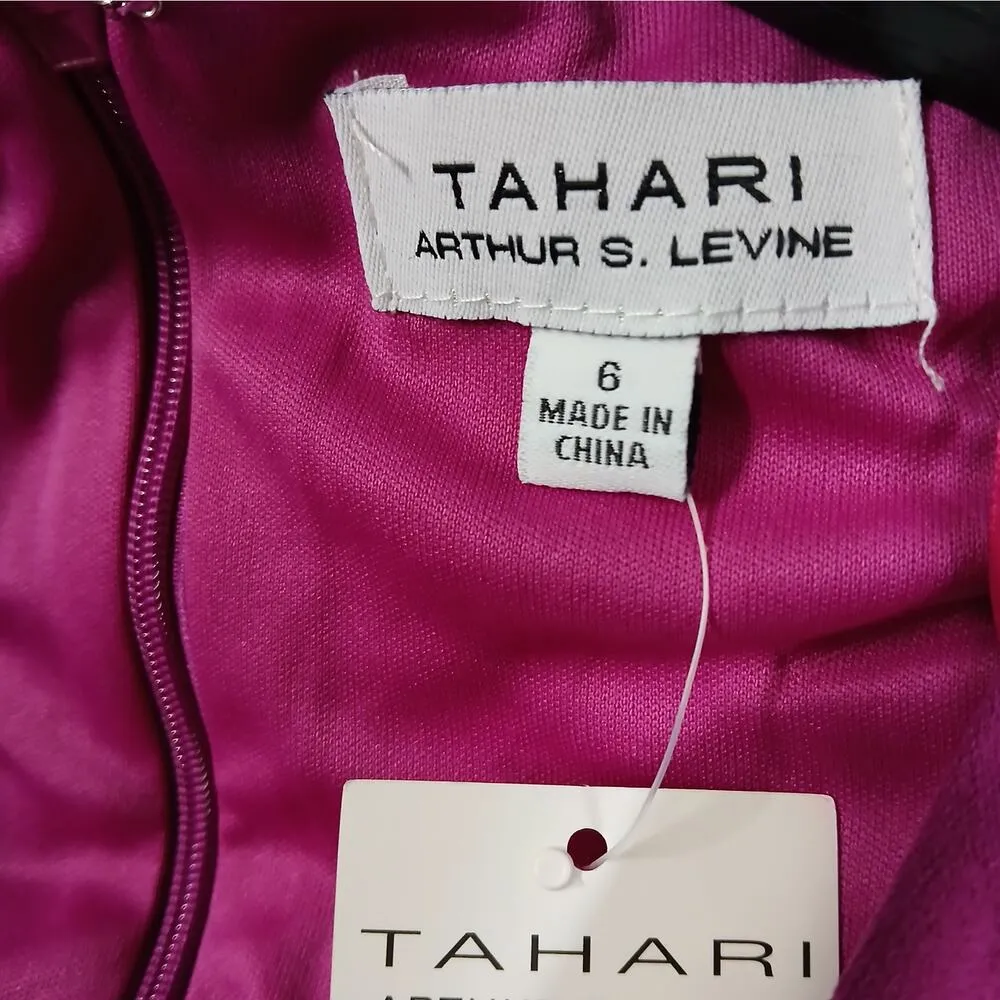 TAHARI
ARTHUR S. LEVINE
6
MADE IN
CHINA
TAHARI